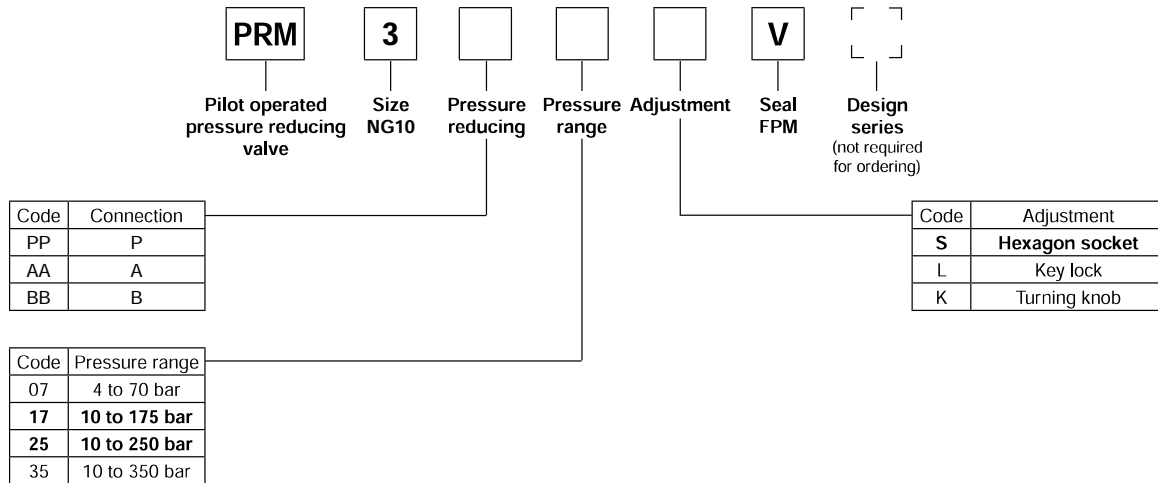 PRM 3 V
Pilot operated Size Pressure Pressure Adjustment Seal Design
pressure reducing NG10 reducing range FPM series
valve (not required
for ordering)
Code Connection
PP P
AA A
BB B
Code Adjustment
S Hexagon socket
L Key lock
K Turning knob
Code Pressure range
07 4 to 70 bar
17 10 to 175 bar
25 10 to 250 bar
35 10 to 350 bar